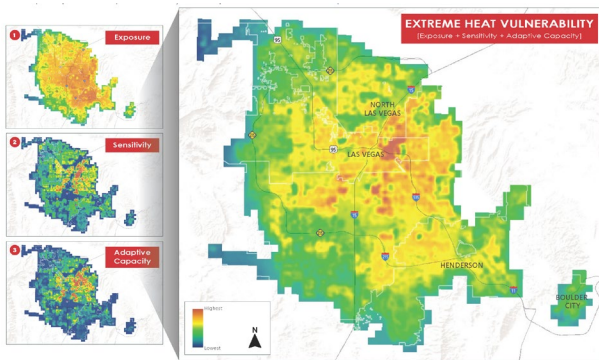 1
Exposure
2
Sensitivity
3
Adaptive
Capacity
EXTREME HEAT VULNERABILITY
[Exposure + Sensitivity + Adaptive Capacity]
95
NORTH
LAS VEGAS
95
LAS VEGAS
HENDERSON
BOULDER
CITY
Highest
Lowest
N